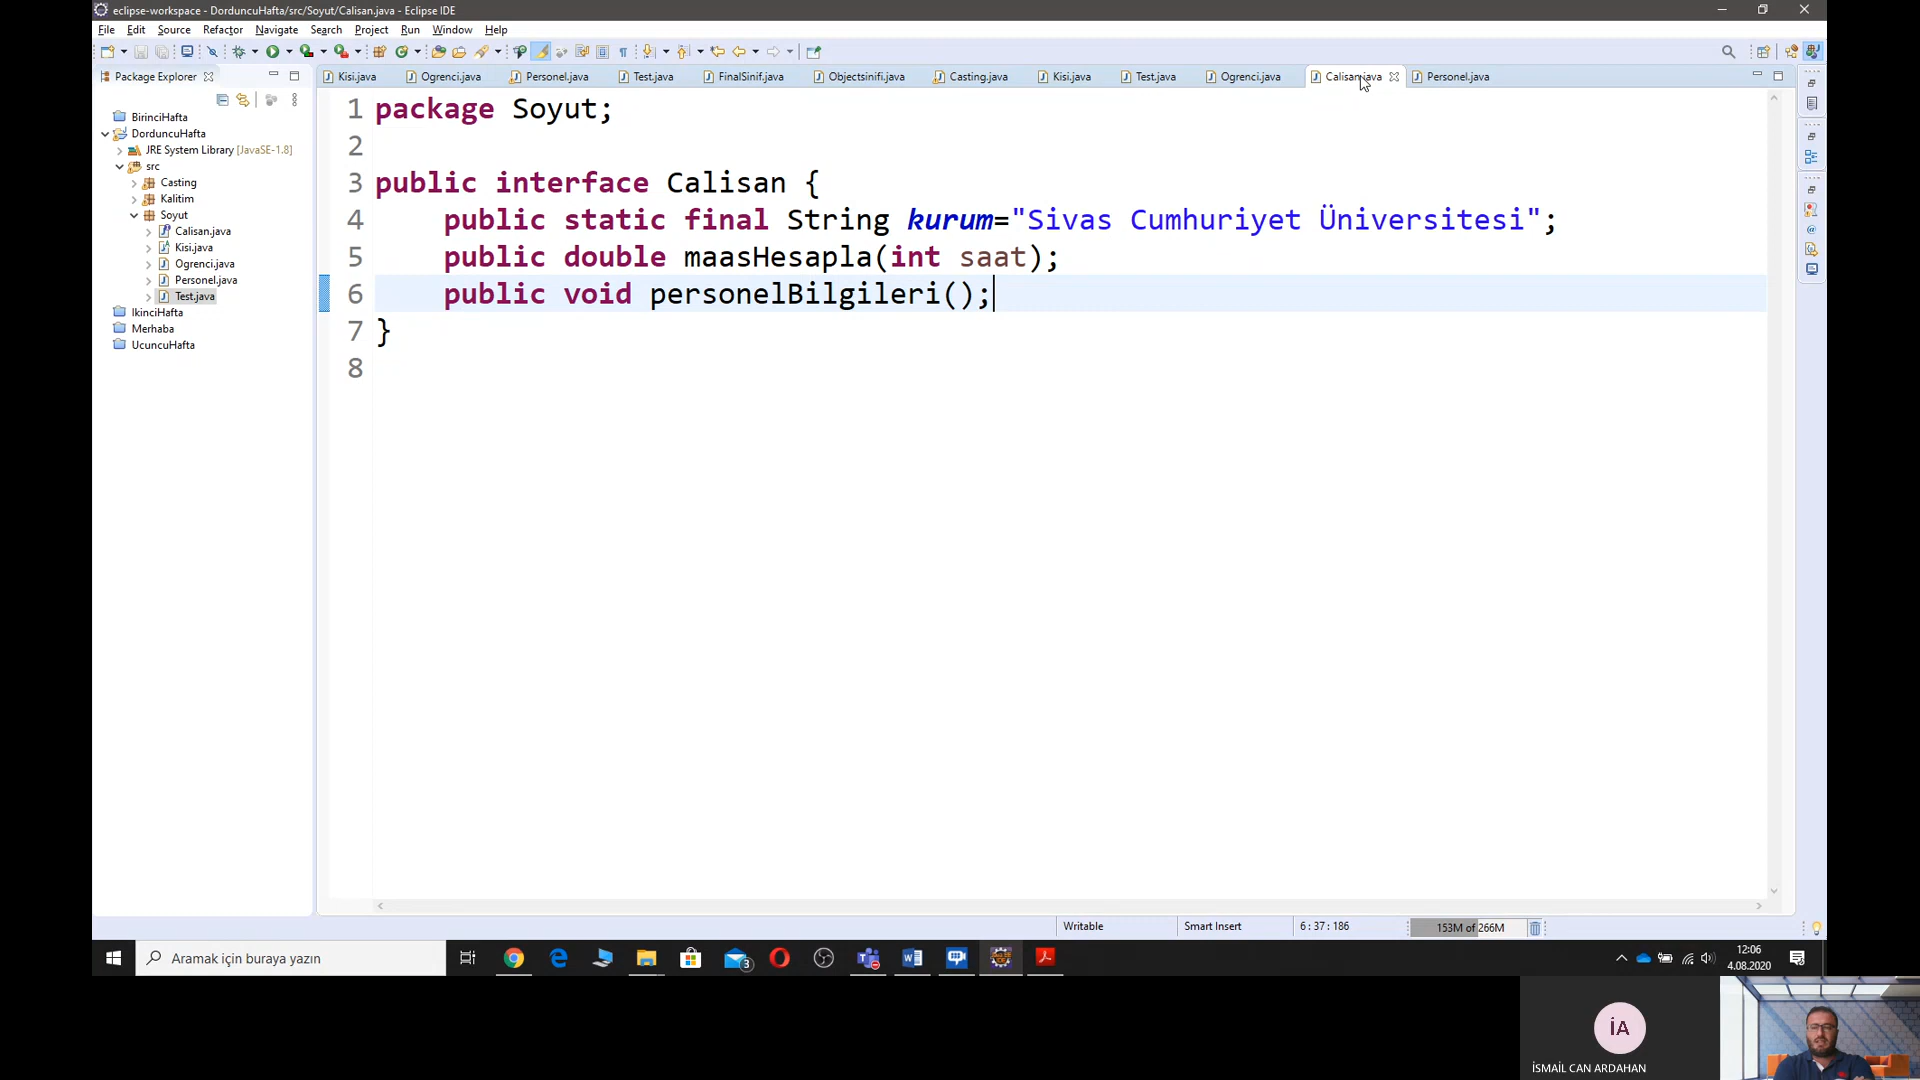 eclipse-workspace - DorduncuHafta/src/Soyut/Calisan.java - Eclipse IDE
File Edit Source Refactor Navigate Search Project Run Window Help
Package Explorer
Kisi.java Ogrenci.java Personel.java Test.java FinalSinif.java Objectsinifi.java Casting.java Kisi.java Test.java Ogrenci.java Calisan.java Personel.java
BirinciHafta
DorduncuHafta
JRE System Library [JavaSE-1.8]
src
Casting
Kalitim
Soyut
Calisan.java
Kisi.java
Ogrenci.java
Personel.java
Test.java
IkinciHafta
Merhaba
UcuncuHafta
1 package Soyut;
2
3 public interface Calisan {
4 public static final String kurum="Sivas Cumhuriyet Üniversitesi";
5 public double maasHesapla(int saat);
6 public void personelBilgileri();
7 }
8
Writable Smart Insert 6 : 37 : 186 153M of 266M
Aramak için buraya yazın
3
12:06
4.08.2020
İA
İSMAİL CAN ARDAHAN